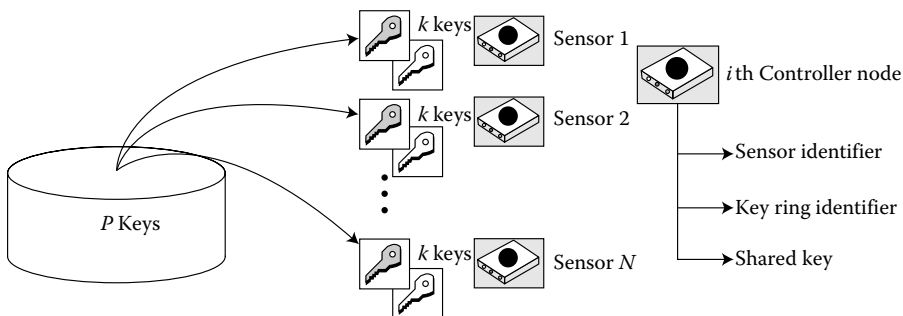 k keys
Sensor 1
ith Controller node
k keys
Sensor 2
Sensor identifier
P Keys
Key ring identifier
k keys
Sensor N
Shared key